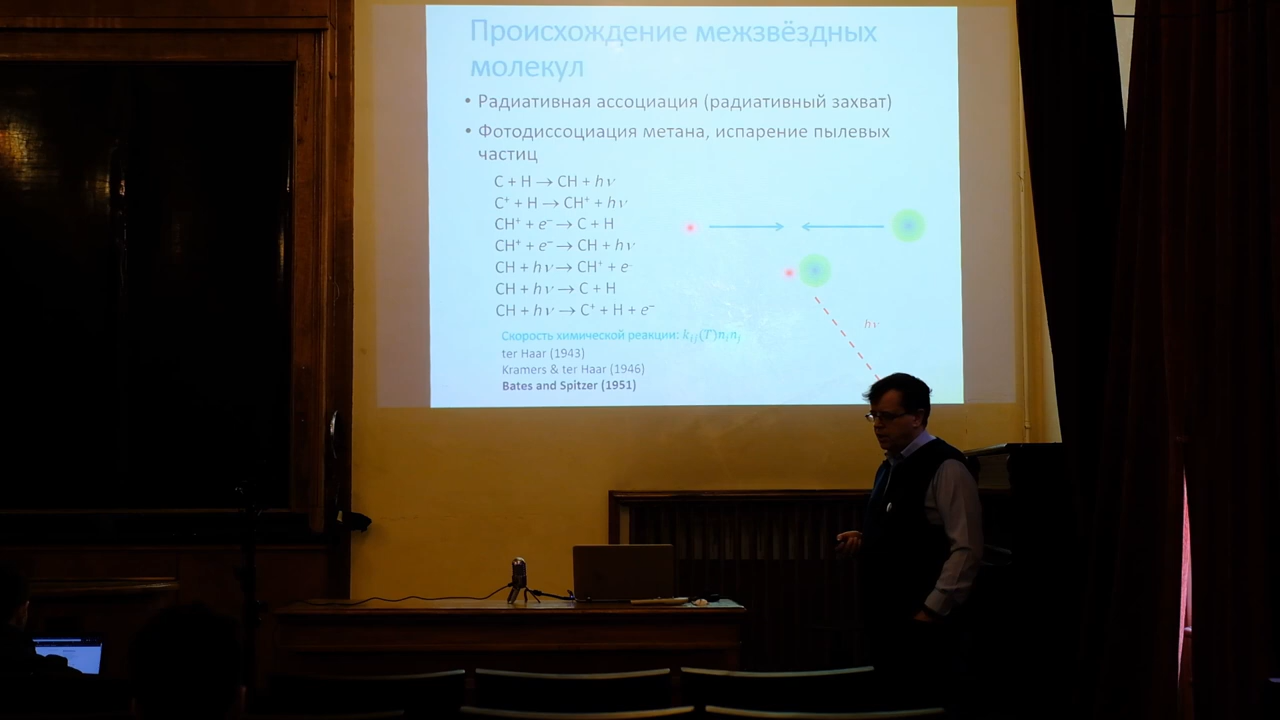 Происхождение межзвёздных
молекул
• Радиативная ассоциация (радиативный захват)
• Фотодиссоциация метана, испарение пылевых
частиц
C + H → CH + hν
C⁺ + H → CH⁺ + hν
CH⁺ + e⁻ → C + H
CH⁺ + e⁻ → CH + hν
CH + hν → CH⁺ + e⁻
CH + hν → C + H
CH + hν → C⁺ + H + e⁻
hν
Скорость химической реакции: kᵢⱼ(T)nᵢnⱼ
ter Haar (1943)
Kramers & ter Haar (1946)
Bates and Spitzer (1951)